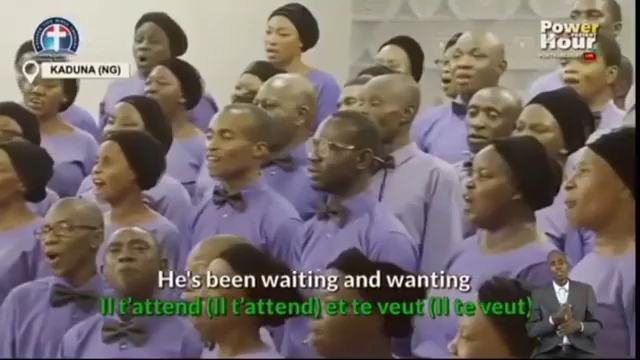 Power
PRESENT
Hour
KADUNA (NG)
He's been waiting and wanting
Il t'attend (Il t'attend) et te veut (Il te veut)